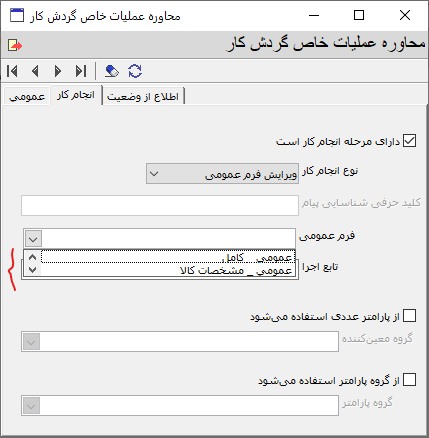 محاوره عملیات خاص گردش کار
محاوره عملیات خاص گردش کار
عمومی
انجام کار
اطلاع از وضعیت
دارای مرحله انجام کار است
نوع انجام کار
ویرایش فرم عمومی
کلید حرفی شناسایی پیام
فرم عمومی
عمومی _ کامل
تابع اجرا
عمومی _ مشخصات کالا
از پارامتر عددی استفاده می‌شود
گروه معین‌کننده
از گروه پارامتر استفاده می‌شود
گروه پارامتر